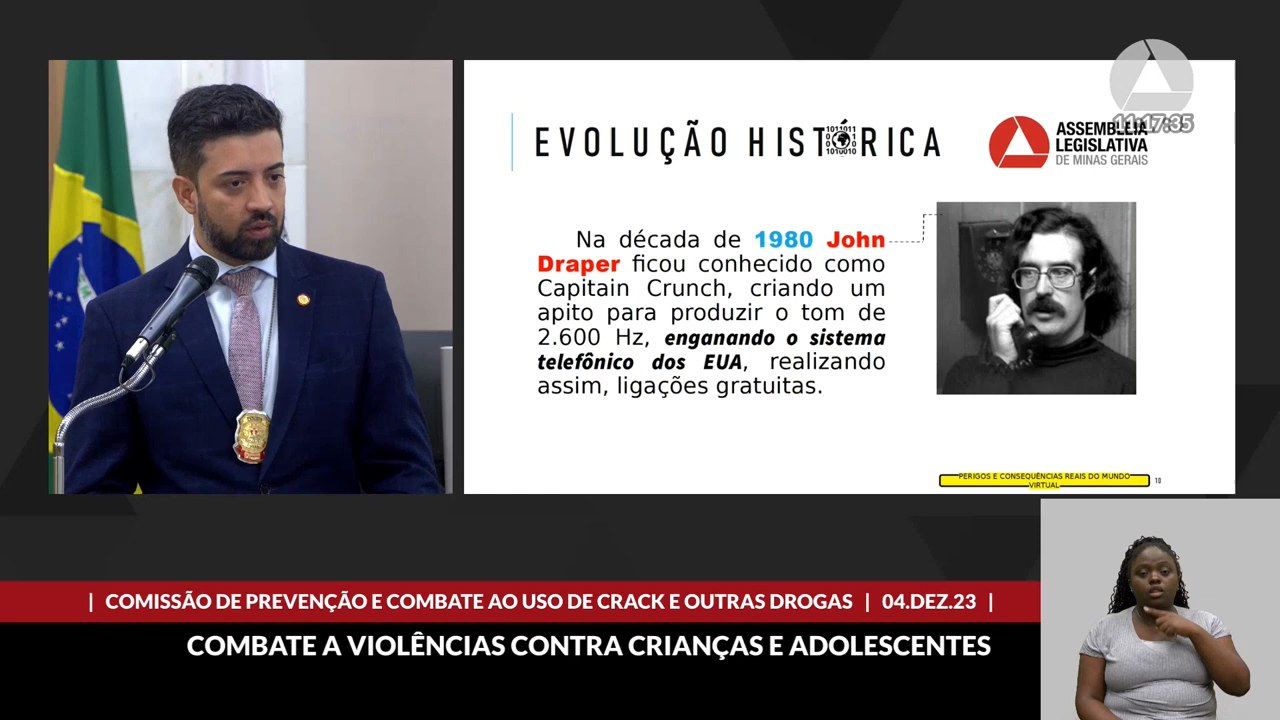 EVOLUÇÃO HISTÓRICA
1011011
1010010
ASSEMBLEIA
LEGISLATIVA
DE MINAS GERAIS
11:17:35
Na década de 1980 John
Draper ficou conhecido como
Capitain Crunch, criando um
apito para produzir o tom de
2.600 Hz, enganando o sistema
telefônico dos EUA, realizando
assim, ligações gratuitas.
PERIGOS E CONSEQUÊNCIAS REAIS DO MUNDO
VIRTUAL
10
| COMISSÃO DE PREVENÇÃO E COMBATE AO USO DE CRACK E OUTRAS DROGAS | 04.DEZ.23 |
COMBATE A VIOLÊNCIAS CONTRA CRIANÇAS E ADOLESCENTES